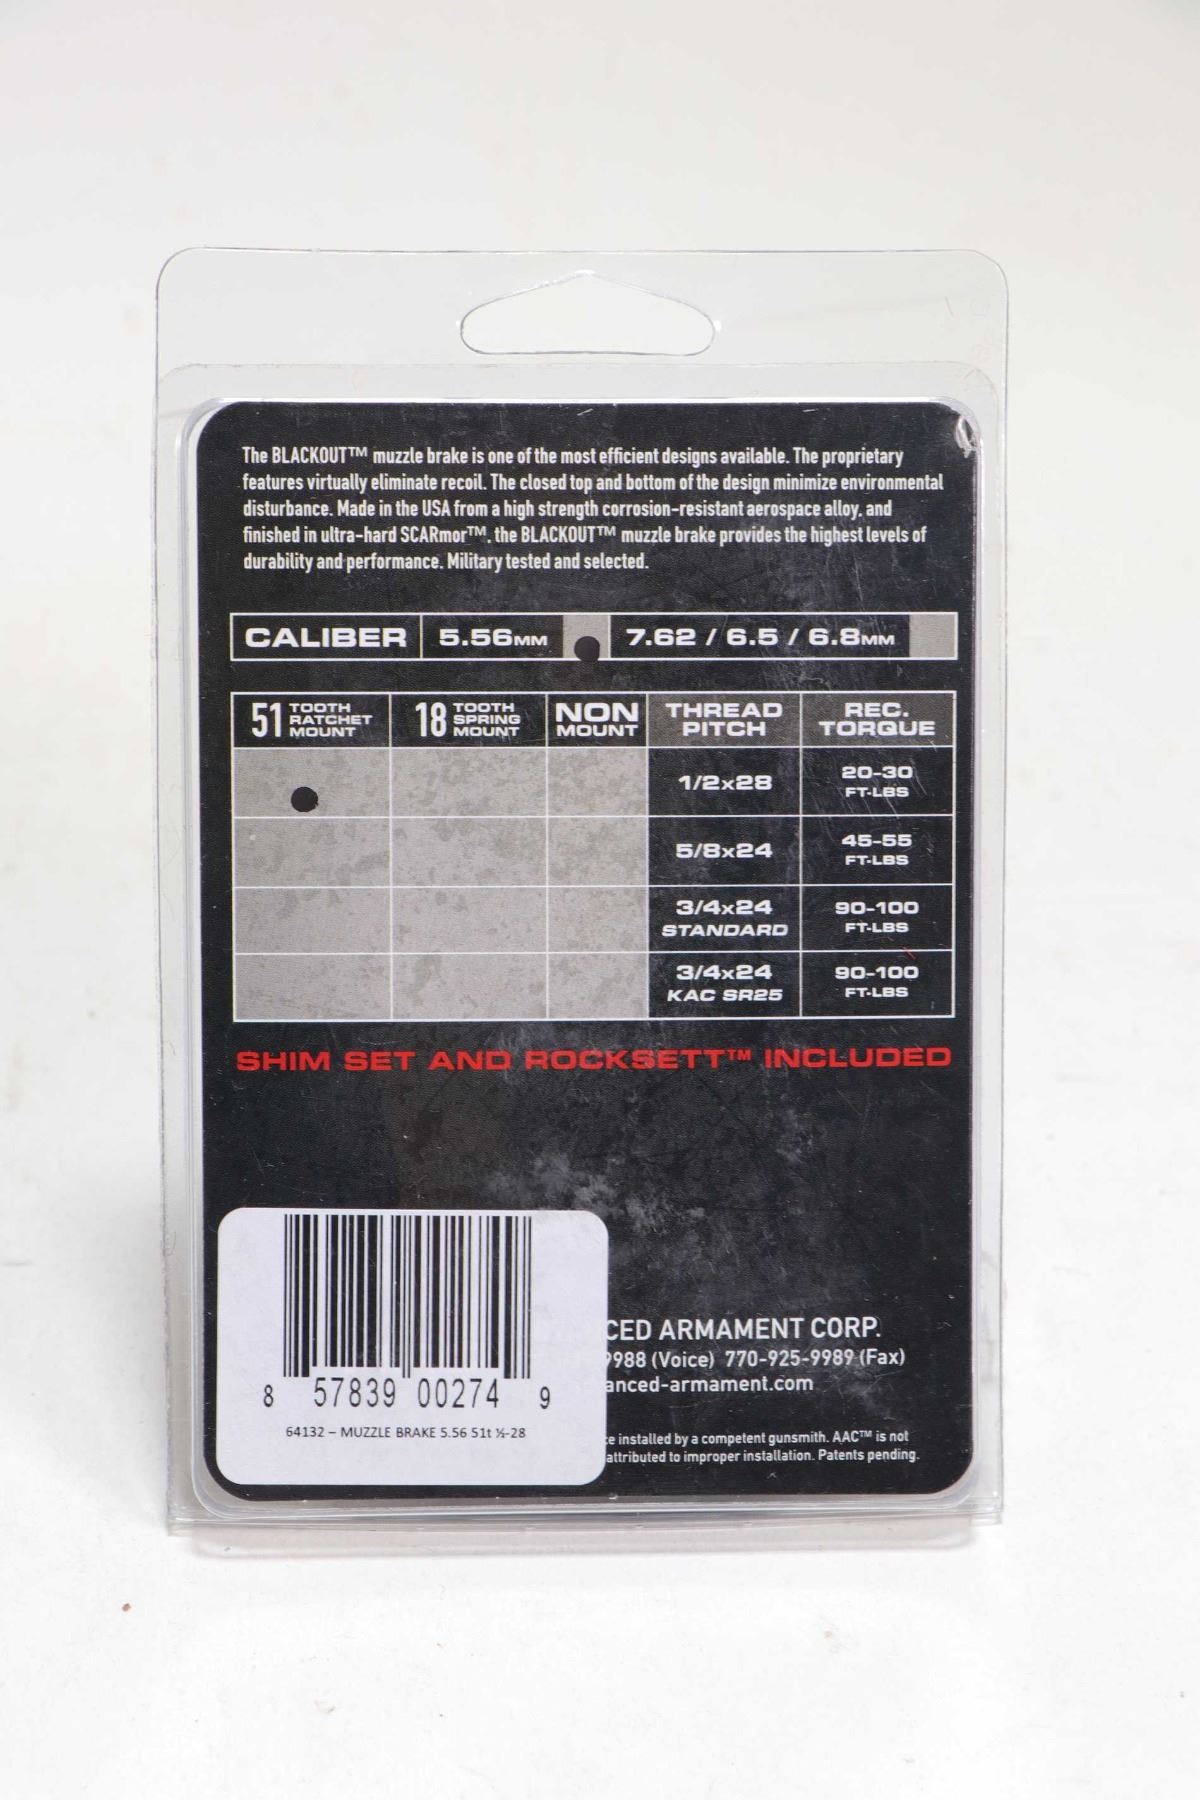 The BLACKOUT™ muzzle brake is one of the most efficient designs available. The proprietary
features virtually eliminate recoil. The closed top and bottom of the design minimize environmental
disturbance. Made in the USA from a high strength corrosion-resistant aerospace alloy, and
finished in ultra-hard SCARmor™, the BLACKOUT™ muzzle brake provides the highest levels of
durability and performance. Military tested and selected.
CALIBER 5.56MM 7.62 / 6.5 / 6.8MM
51 TOOTH RATCHET MOUNT 18 TOOTH SPRING MOUNT NON MOUNT THREAD PITCH REC. TORQUE
1/2x28 20-30 FT-LBS
5/8x24 45-55 FT-LBS
3/4x24 STANDARD 90-100 FT-LBS
3/4x24 KAC SR25 90-100 FT-LBS
SHIM SET AND ROCKSETT™ INCLUDED
CED ARMAMENT CORP.
9988 (Voice) 770-925-9989 (Fax)
anced-armament.com
installed by a competent gunsmith. AAC™ is not
attributed to improper installation. Patents pending.
8 57839 00274 9
64132 – MUZZLE BRAKE 5.56 51t ½-28